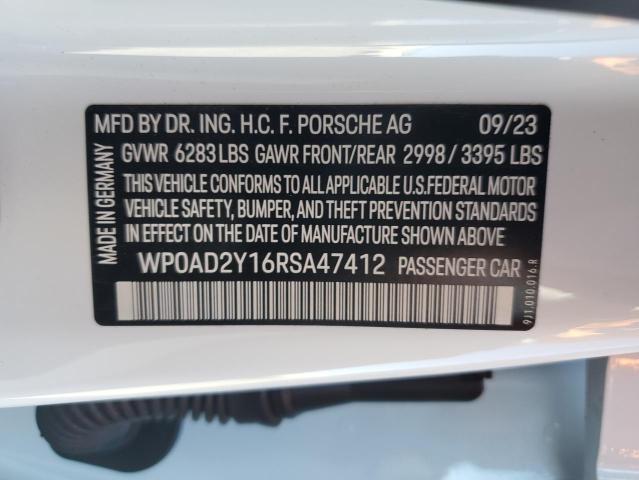 MFD BY DR. ING. H.C. F. PORSCHE AG 09/23
GVWR 6283 LBS GAWR FRONT/REAR 2998/3395 LBS
THIS VEHICLE CONFORMS TO ALL APPLICABLE U.S.FEDERAL MOTOR
VEHICLE SAFETY, BUMPER, AND THEFT PREVENTION STANDARDS
IN EFFECT ON THE DATE OF MANUFACTURE SHOWN ABOVE
WP0AD2Y16RSA47412 PASSENGER CAR
MADE IN GERMANY
9J1.010.016.R